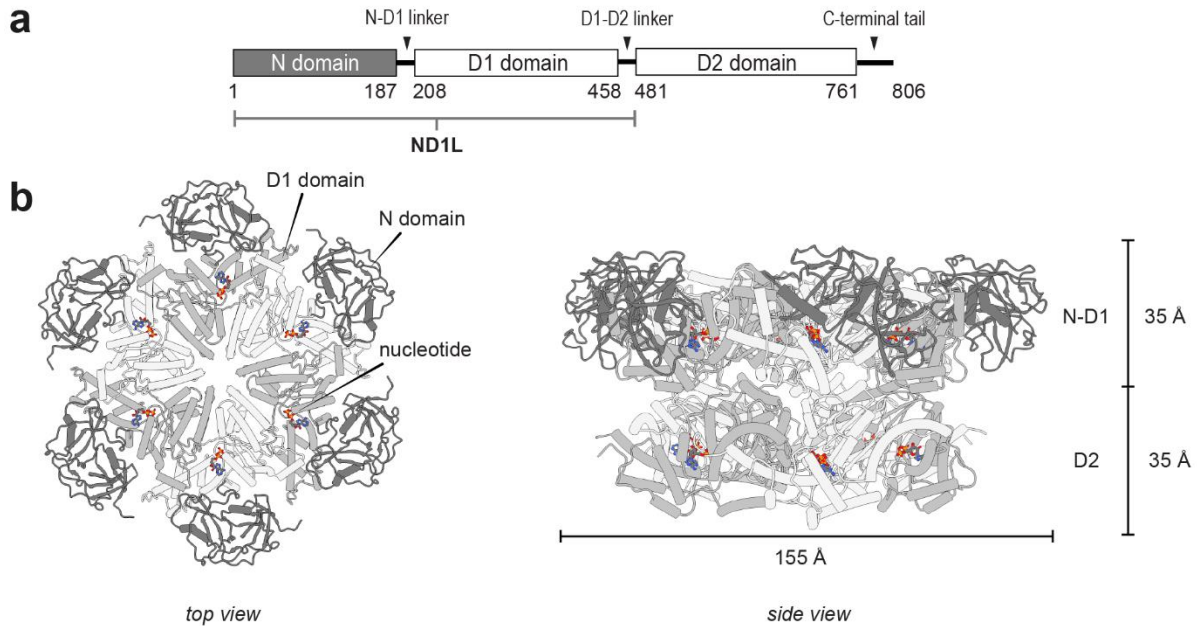 a
N-D1 linker D1-D2 linker C-terminal tail
N domain D1 domain D2 domain
1 187 208 458 481 761 806
ND1L
b
D1 domain
N domain
nucleotide
N-D1 35 Å
D2 35 Å
155 Å
top view side view